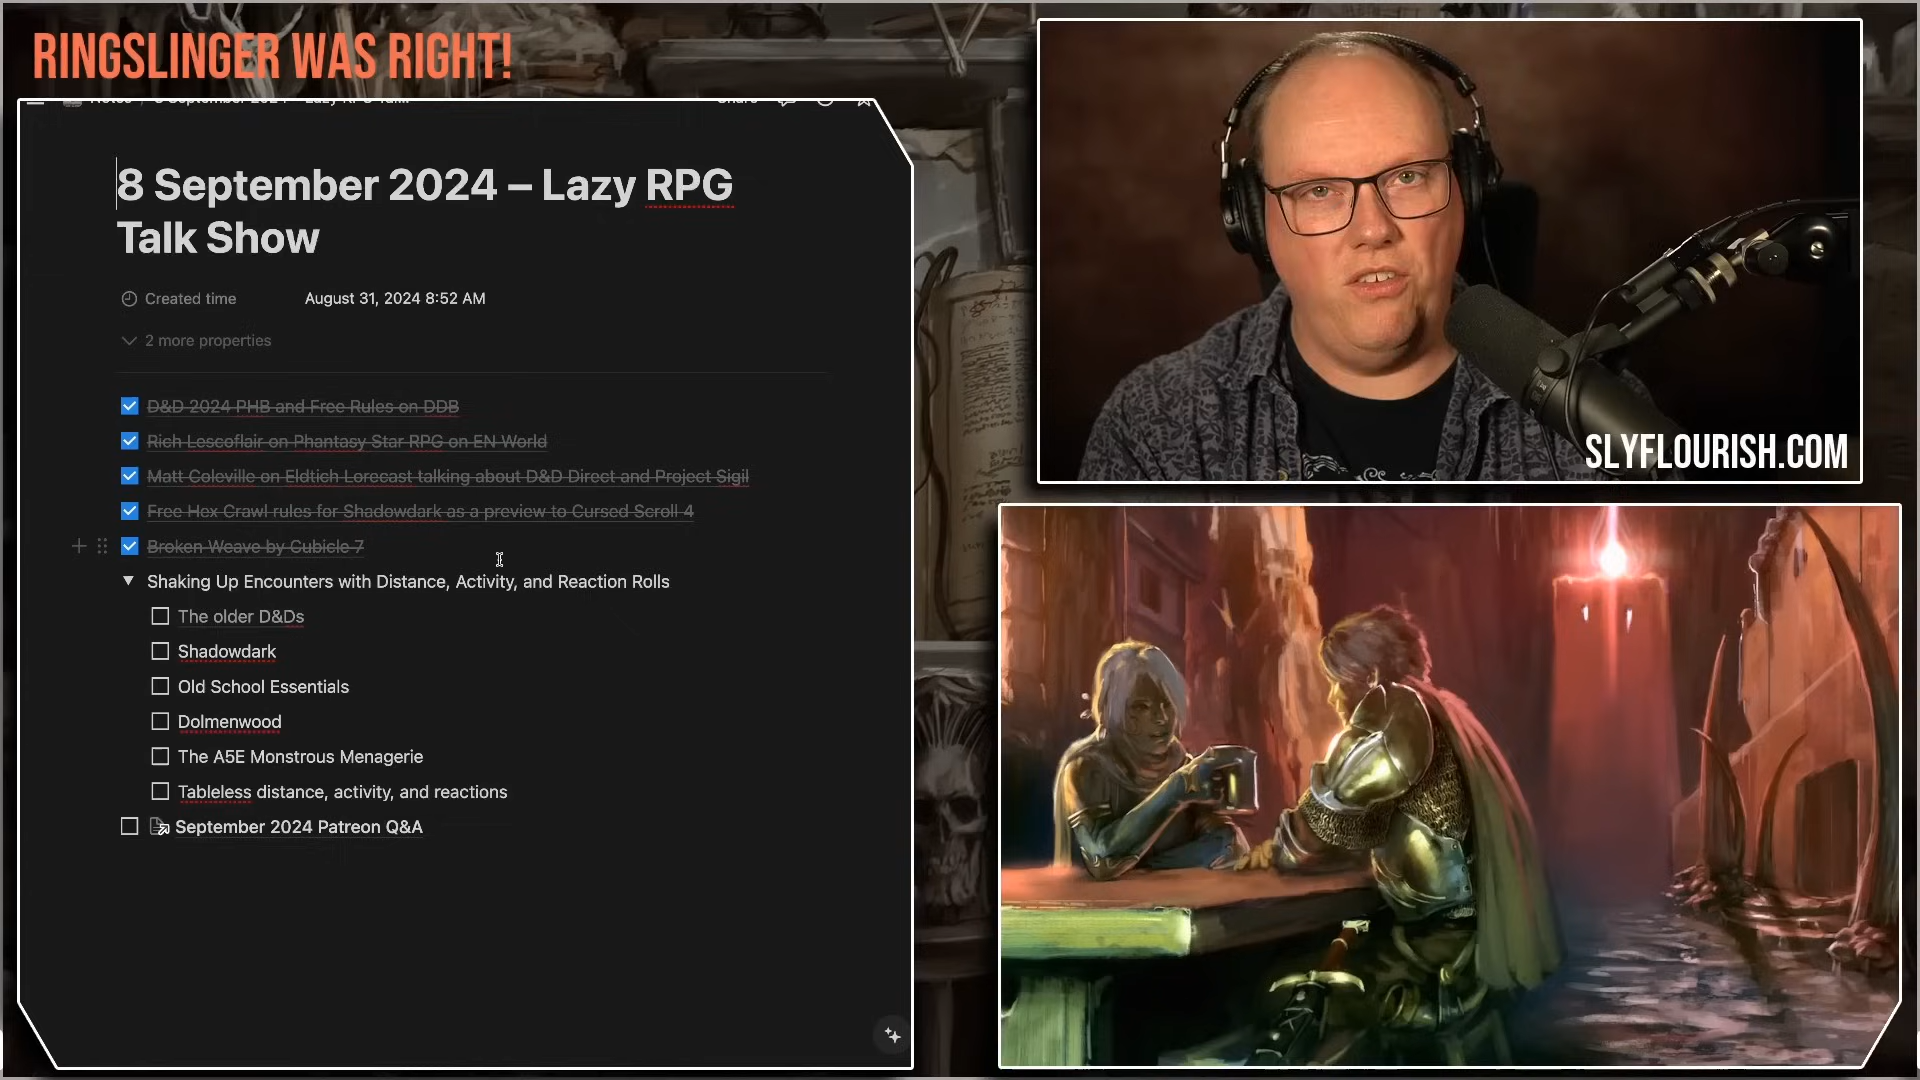 RINGSLINGER WAS RIGHT!
8 September 2024 – Lazy RPG
Talk Show
Created time August 31, 2024 8:52 AM
2 more properties
D&D 2024 PHB and Free Rules on DDB
Rich Lescoflair on Phantasy Star RPG on EN World
Matt Coleville on Eldtich Lorecast talking about D&D Direct and Project Sigil
Free Hex Crawl rules for Shadowdark as a preview to Cursed Scroll 4
Broken Weave by Cubicle 7
Shaking Up Encounters with Distance, Activity, and Reaction Rolls
The older D&Ds
Shadowdark
Old School Essentials
Dolmenwood
The A5E Monstrous Menagerie
Tableless distance, activity, and reactions
September 2024 Patreon Q&A
SLYFLOURISH.COM